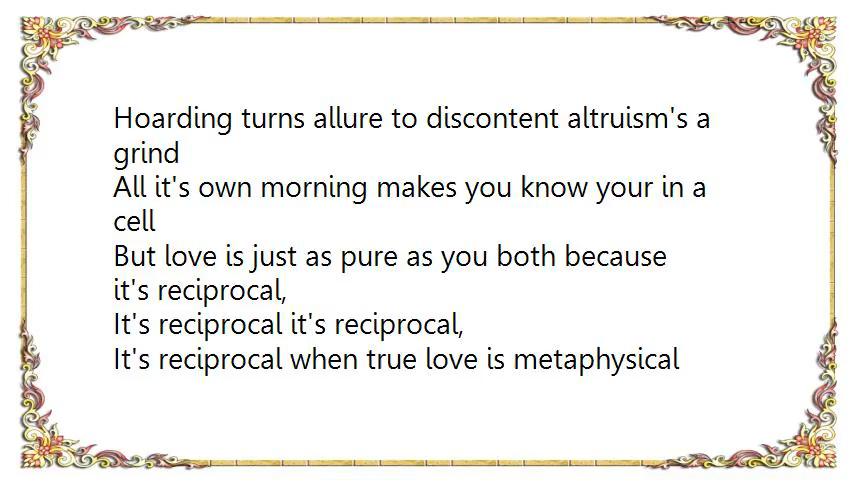 Hoarding turns allure to discontent altruism's a
grind
All it's own morning makes you know your in a
cell
But love is just as pure as you both because
it's reciprocal,
It's reciprocal it's reciprocal,
It's reciprocal when true love is metaphysical